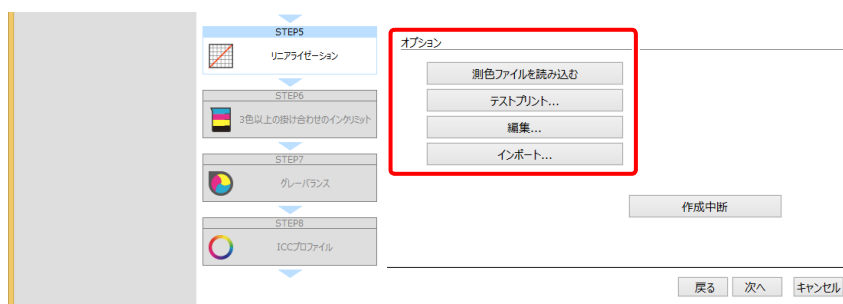 STEP5
リニアライゼーション
STEP6
3色以上の掛け合わせのインクリミット
STEP7
グレーバランス
STEP8
ICCプロファイル
オプション
測色ファイルを読み込む
テストプリント...
編集...
インポート...
作成中断
戻る
次へ
キャンセル